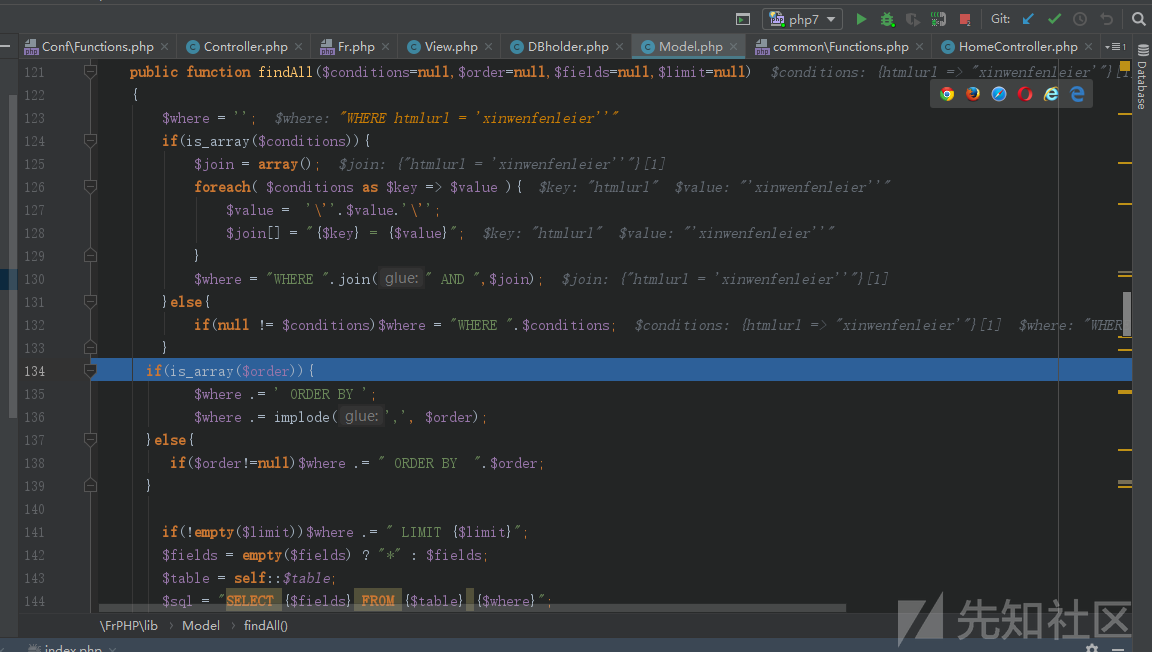 php7 Git:
Conf\Functions.php × Controller.php × Fr.php × View.php × DBholder.php × Model.php × common\Functions.php × HomeController.php ×
121 public function findAll($conditions=null,$order=null,$fields=null,$limit=null) $conditions: {htmlurl => "xinwenfenleier'"}[1]
122 {
123 $where = ''; $where: "WHERE htmlurl = 'xinwenfenleier''"
124 if(is_array($conditions)){
125 $join = array(); $join: {"htmlurl = 'xinwenfenleier''"}[1]
126 foreach( $conditions as $key => $value ){ $key: "htmlurl" $value: "'xinwenfenleier''"
127 $value = '\''.$value.'\'';
128 $join[] = "{$key} = {$value}"; $key: "htmlurl" $value: "'xinwenfenleier''"
129 }
130 $where = "WHERE ".join( glue: " AND ",$join); $join: {"htmlurl = 'xinwenfenleier''"}[1]
131 }else{
132 if(null != $conditions)$where = "WHERE ".$conditions; $conditions: {htmlurl => "xinwenfenleier'"}[1] $where: "WHER
133 }
134 if(is_array($order)){
135 $where .= ' ORDER BY ';
136 $where .= implode( glue: ',', $order);
137 }else{
138 if($order!=null)$where .= " ORDER BY  ".$order;
139 }
140
141 if(!empty($limit))$where .= " LIMIT {$limit}";
142 $fields = empty($fields) ? "*" : $fields;
143 $table = self::$table;
144 $sql = "SELECT {$fields} FROM {$table} {$where}";
\FrPHP\lib › Model › findAll()
index.php ×
Database
先知社区